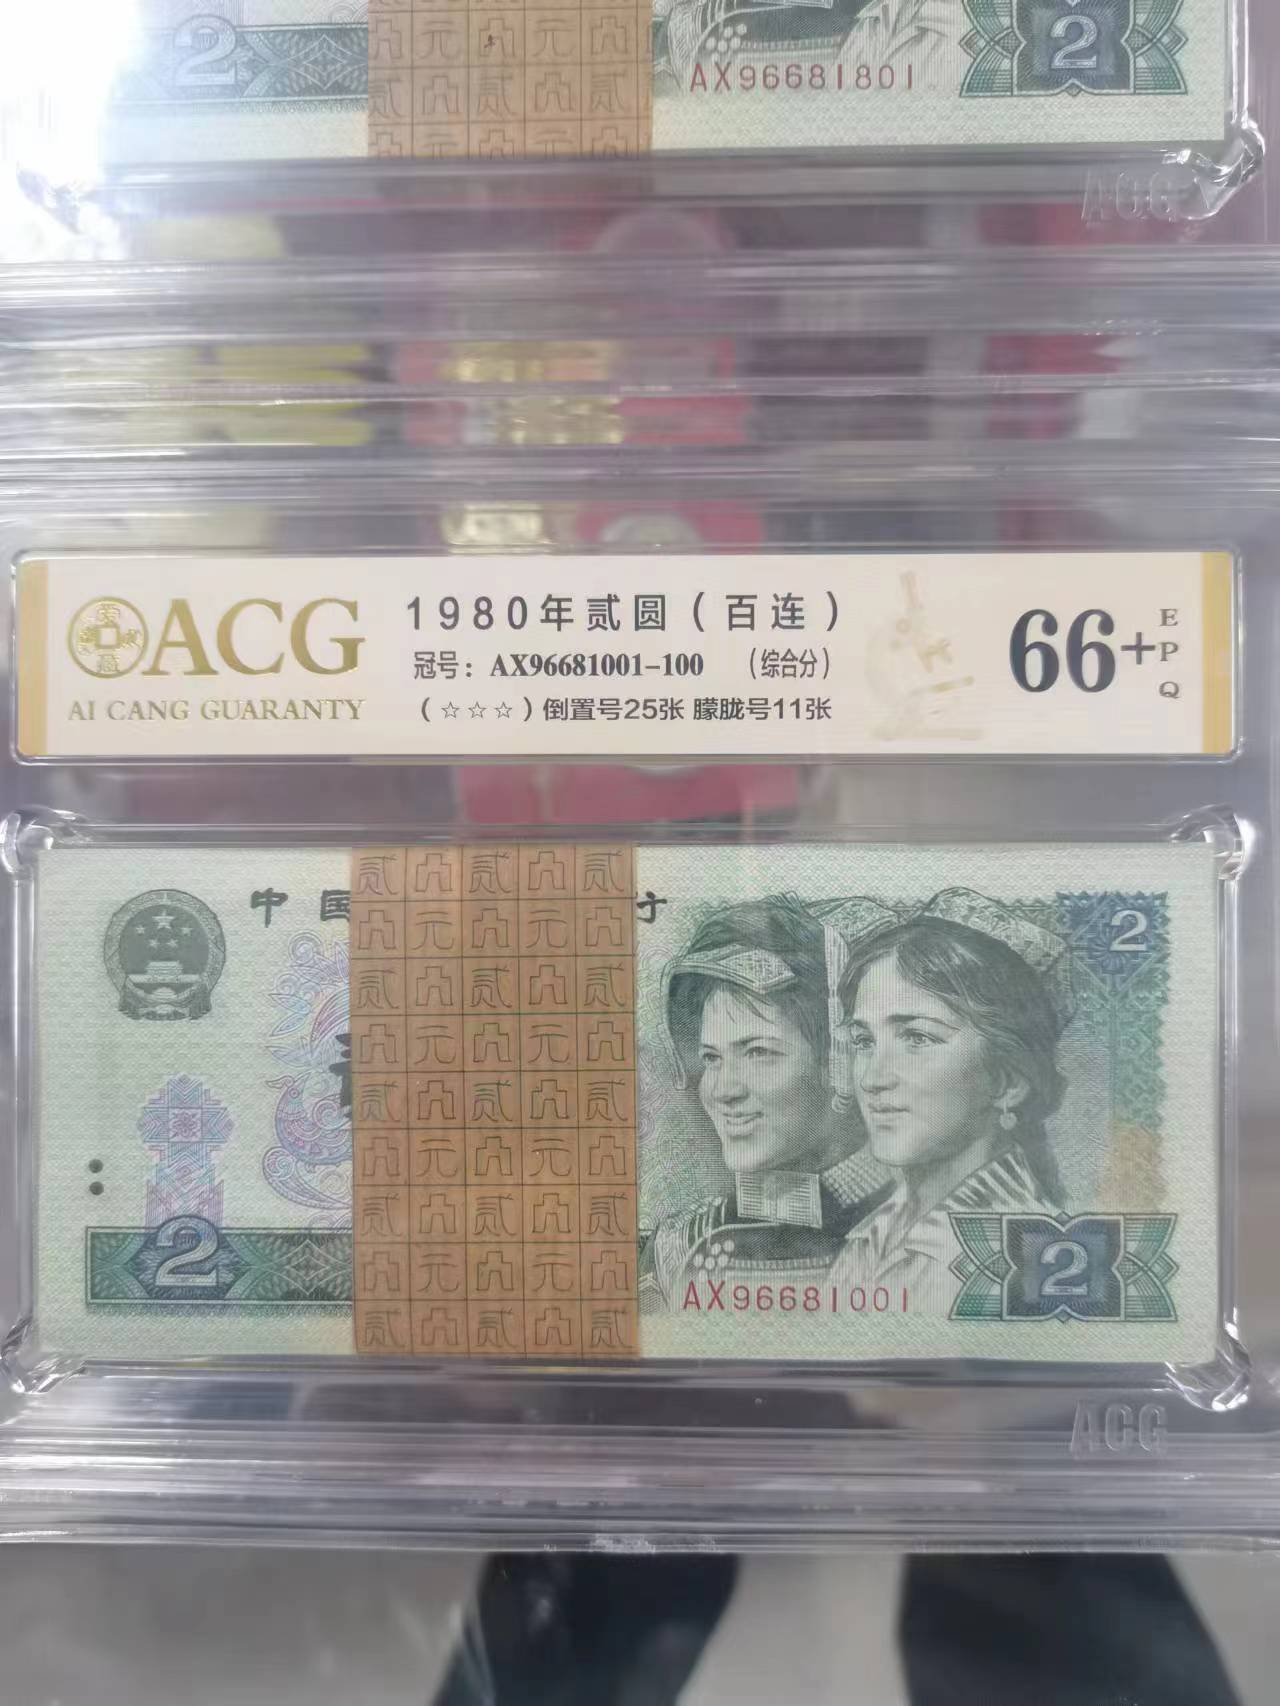 2
AX96681801
2
ACG
ACG
1980年贰圆(百连)
冠号：AX96681001-100 （综合分）
AI CANG GUARANTY
(☆☆☆)倒置号25张 朦胧号11张
66+
EPQ
中国
2
2
AX96681001
2
ACG